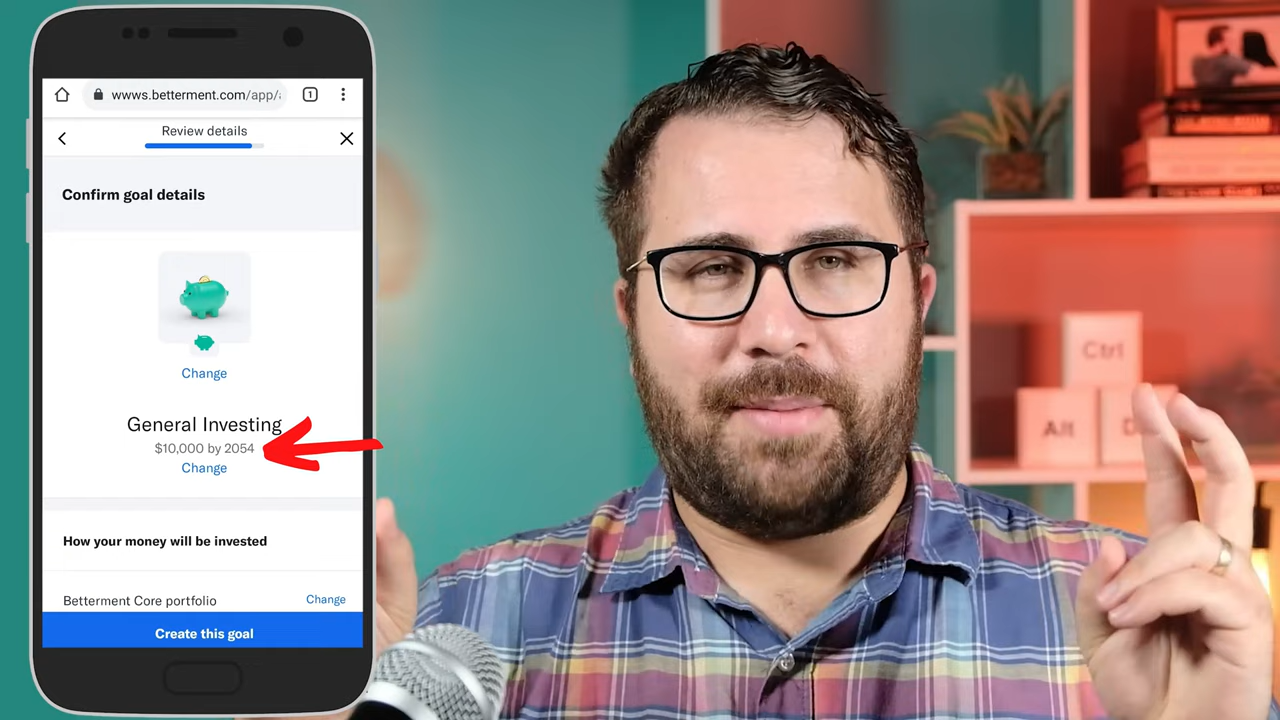 wwws.betterment.com/app/
1
Review details
Confirm goal details
Change
General Investing
$10,000 by 2054
Change
How your money will be invested
Betterment Core portfolio
Change
Create this goal
Ctrl
Alt